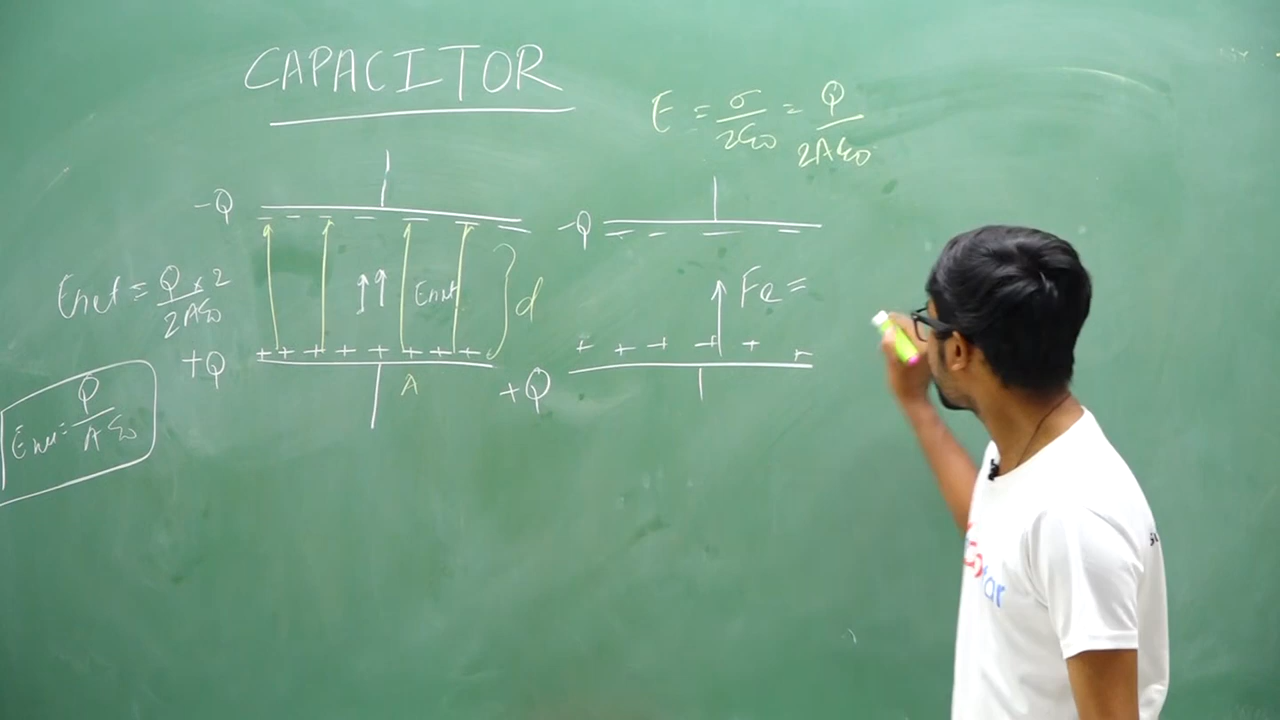 CAPACITOR
E = σ/2ε₀ = Q/2Aε₀
-Q
-Q
Enet = Q×2/2Aε₀
Enet
d
Fe =
+Q
A
+Q
Enet = Q/Aε₀